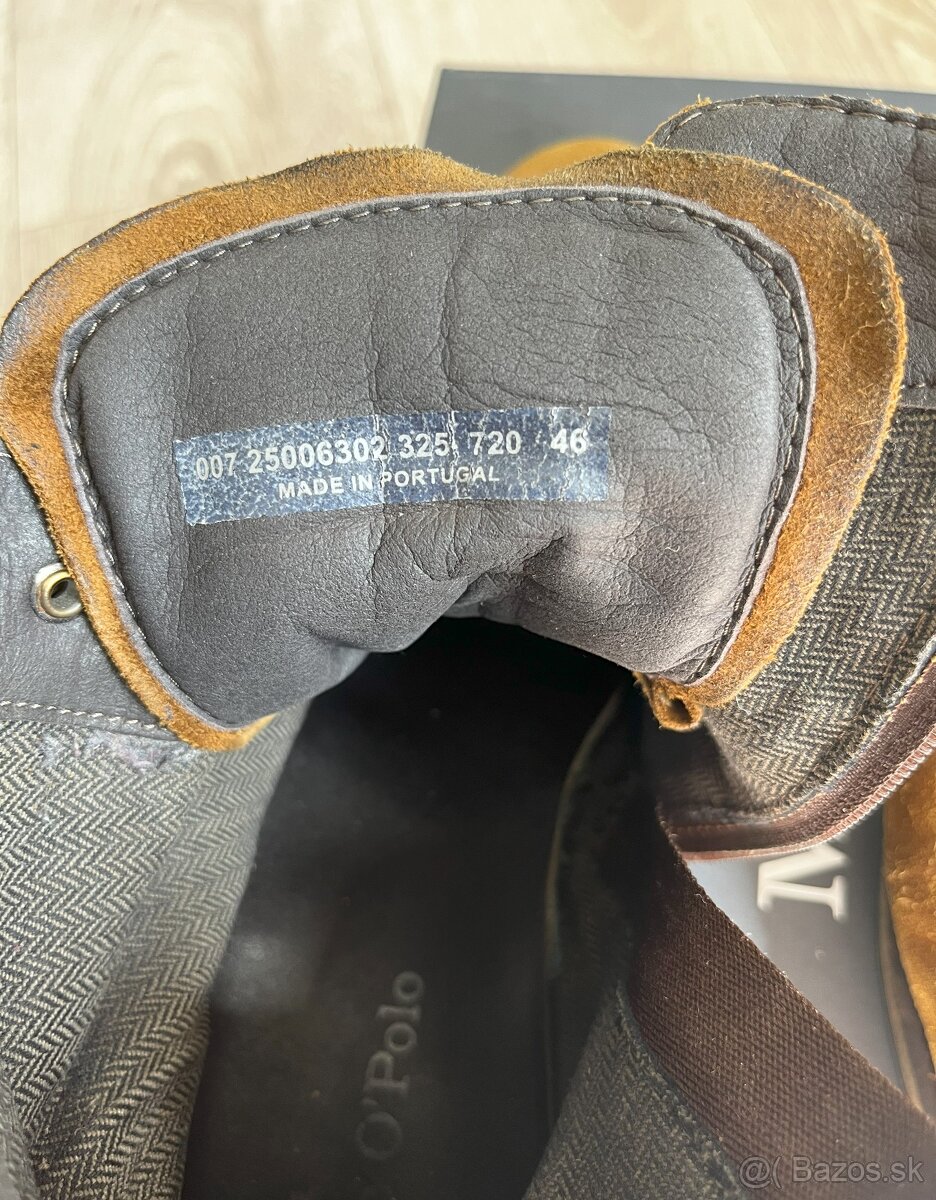 007 25006302 325 720 46
MADE IN PORTUGAL
M
O'Polo
@( Bazos.sk